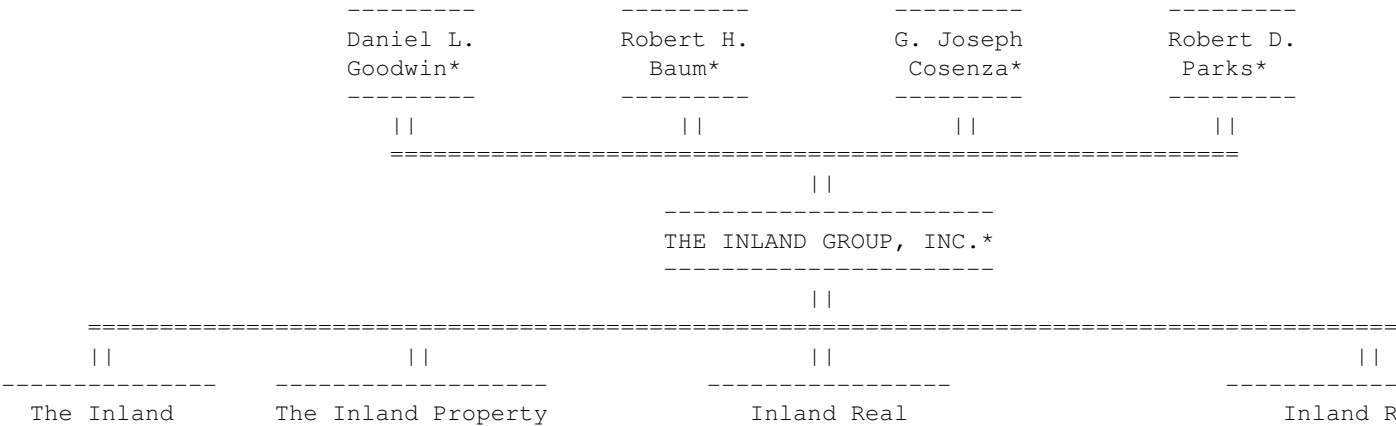 Daniel L. Robert H. G. Joseph Robert D.
Goodwin* Baum* Cosenza* Parks*
THE INLAND GROUP, INC.*
The Inland The Inland Property Inland Real Inland R